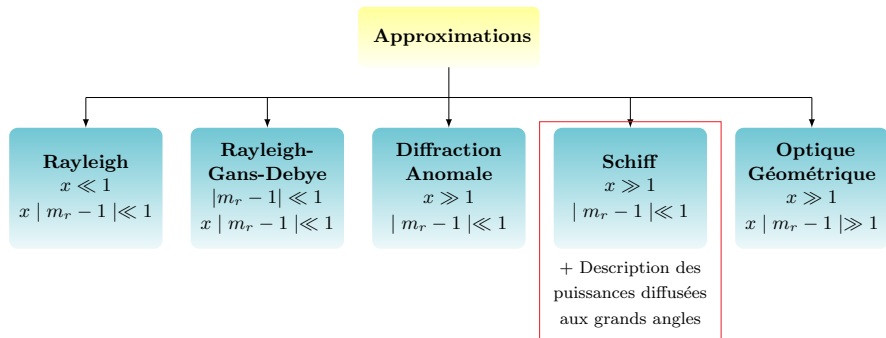 Approximations
Rayleigh
x ≪ 1
x | m_r − 1 |≪ 1
Rayleigh-
Gans-Debye
|m_r − 1| ≪ 1
x | m_r − 1 |≪ 1
Diffraction
Anomale
x ≫ 1
| m_r − 1 |≪ 1
Schiff
x ≫ 1
| m_r − 1 |≪ 1
+ Description des
puissances diffusées
aux grands angles
Optique
Géométrique
x ≫ 1
x | m_r − 1 |≫ 1